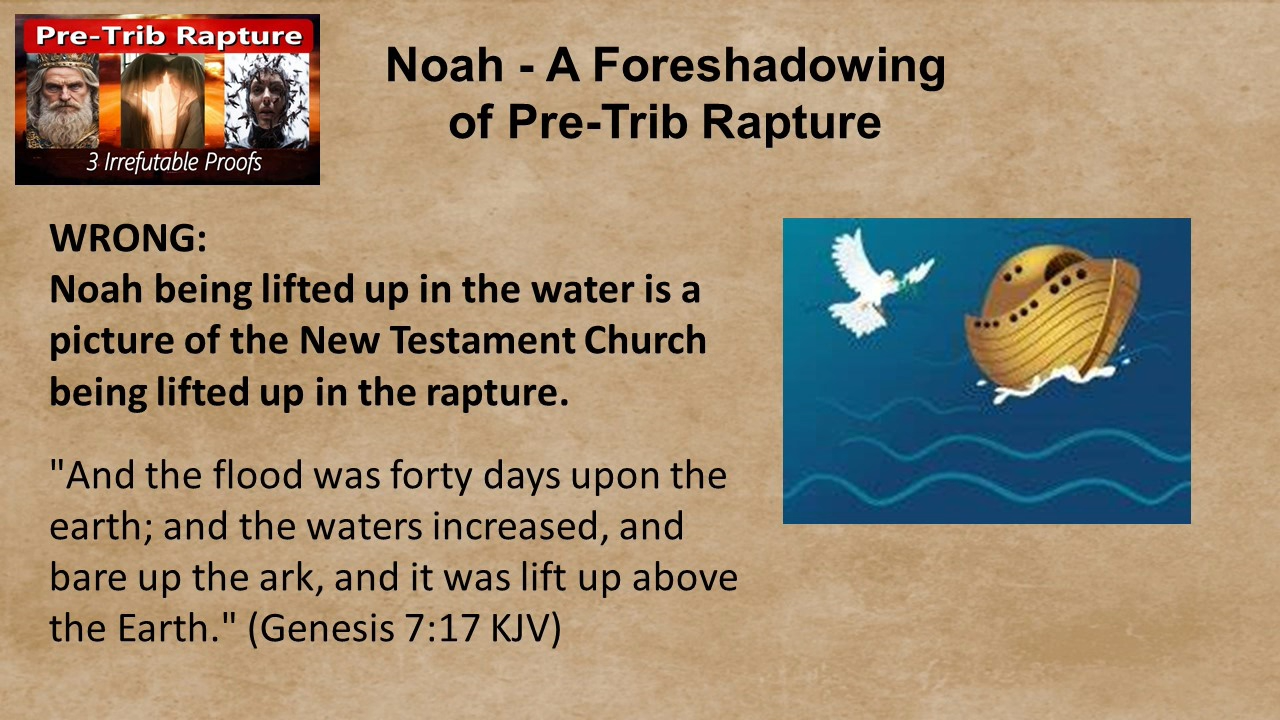 Pre-Trib Rapture
3 Irrefutable Proofs
Noah - A Foreshadowing
of Pre-Trib Rapture
WRONG:
Noah being lifted up in the water is a
picture of the New Testament Church
being lifted up in the rapture.
"And the flood was forty days upon the
earth; and the waters increased, and
bare up the ark, and it was lift up above
the Earth." (Genesis 7:17 KJV)